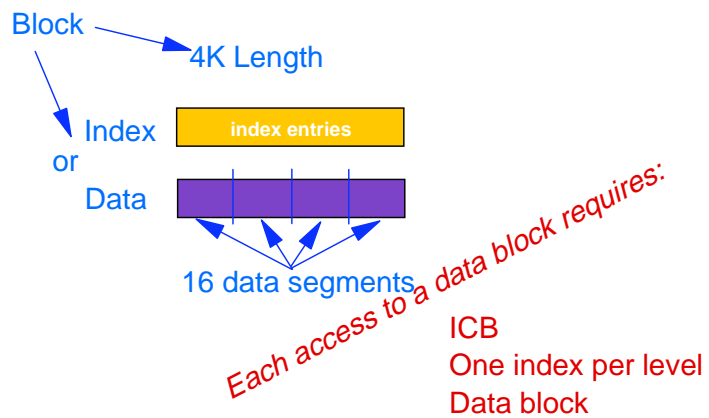 Block
4K Length
Index
index entries
or
Data
16 data segments
Each access to a data block requires:
ICB
One index per level
Data block